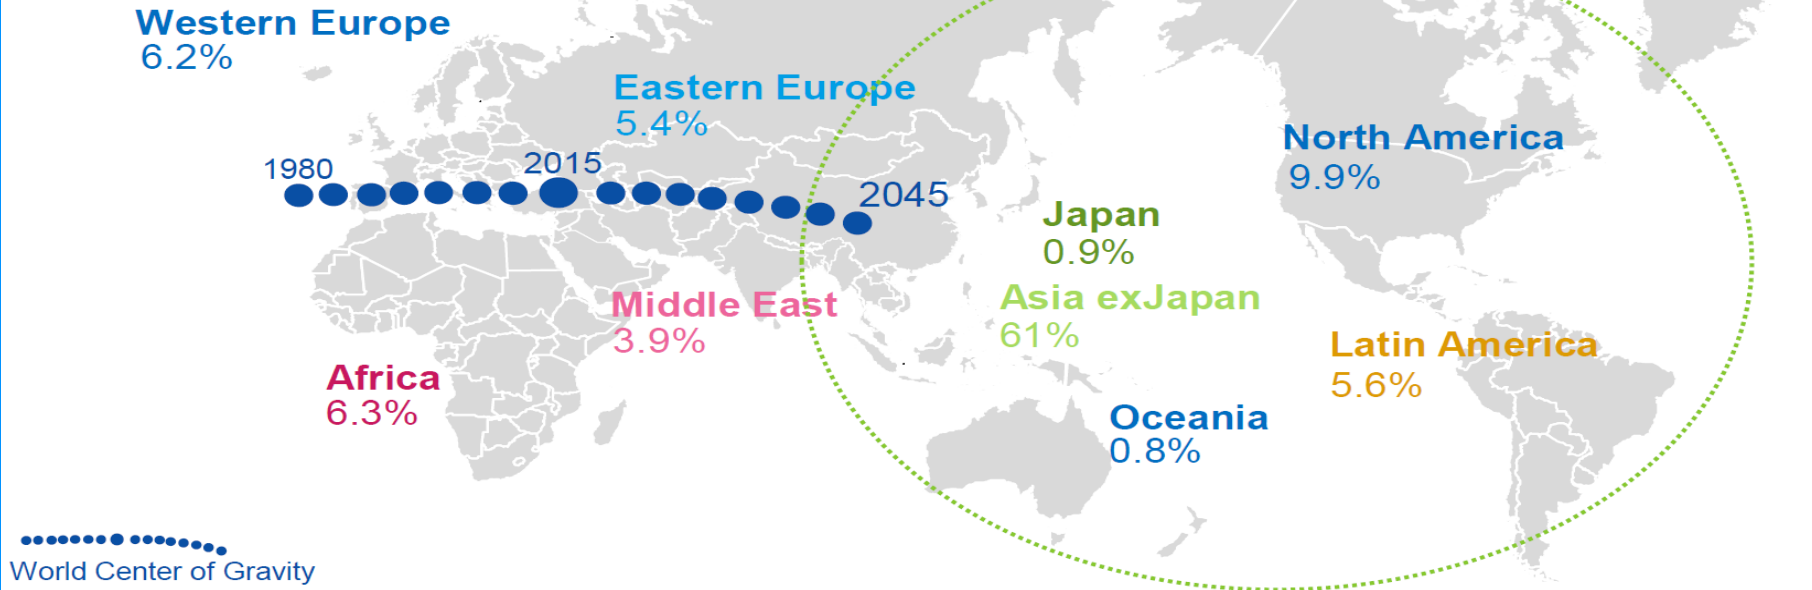 Western Europe
6.2%
Eastern Europe
5.4%
1980
2015
2045
North America
9.9%
Japan
0.9%
Asia exJapan
61%
Middle East
3.9%
Latin America
5.6%
Africa
6.3%
Oceania
0.8%
World Center of Gravity